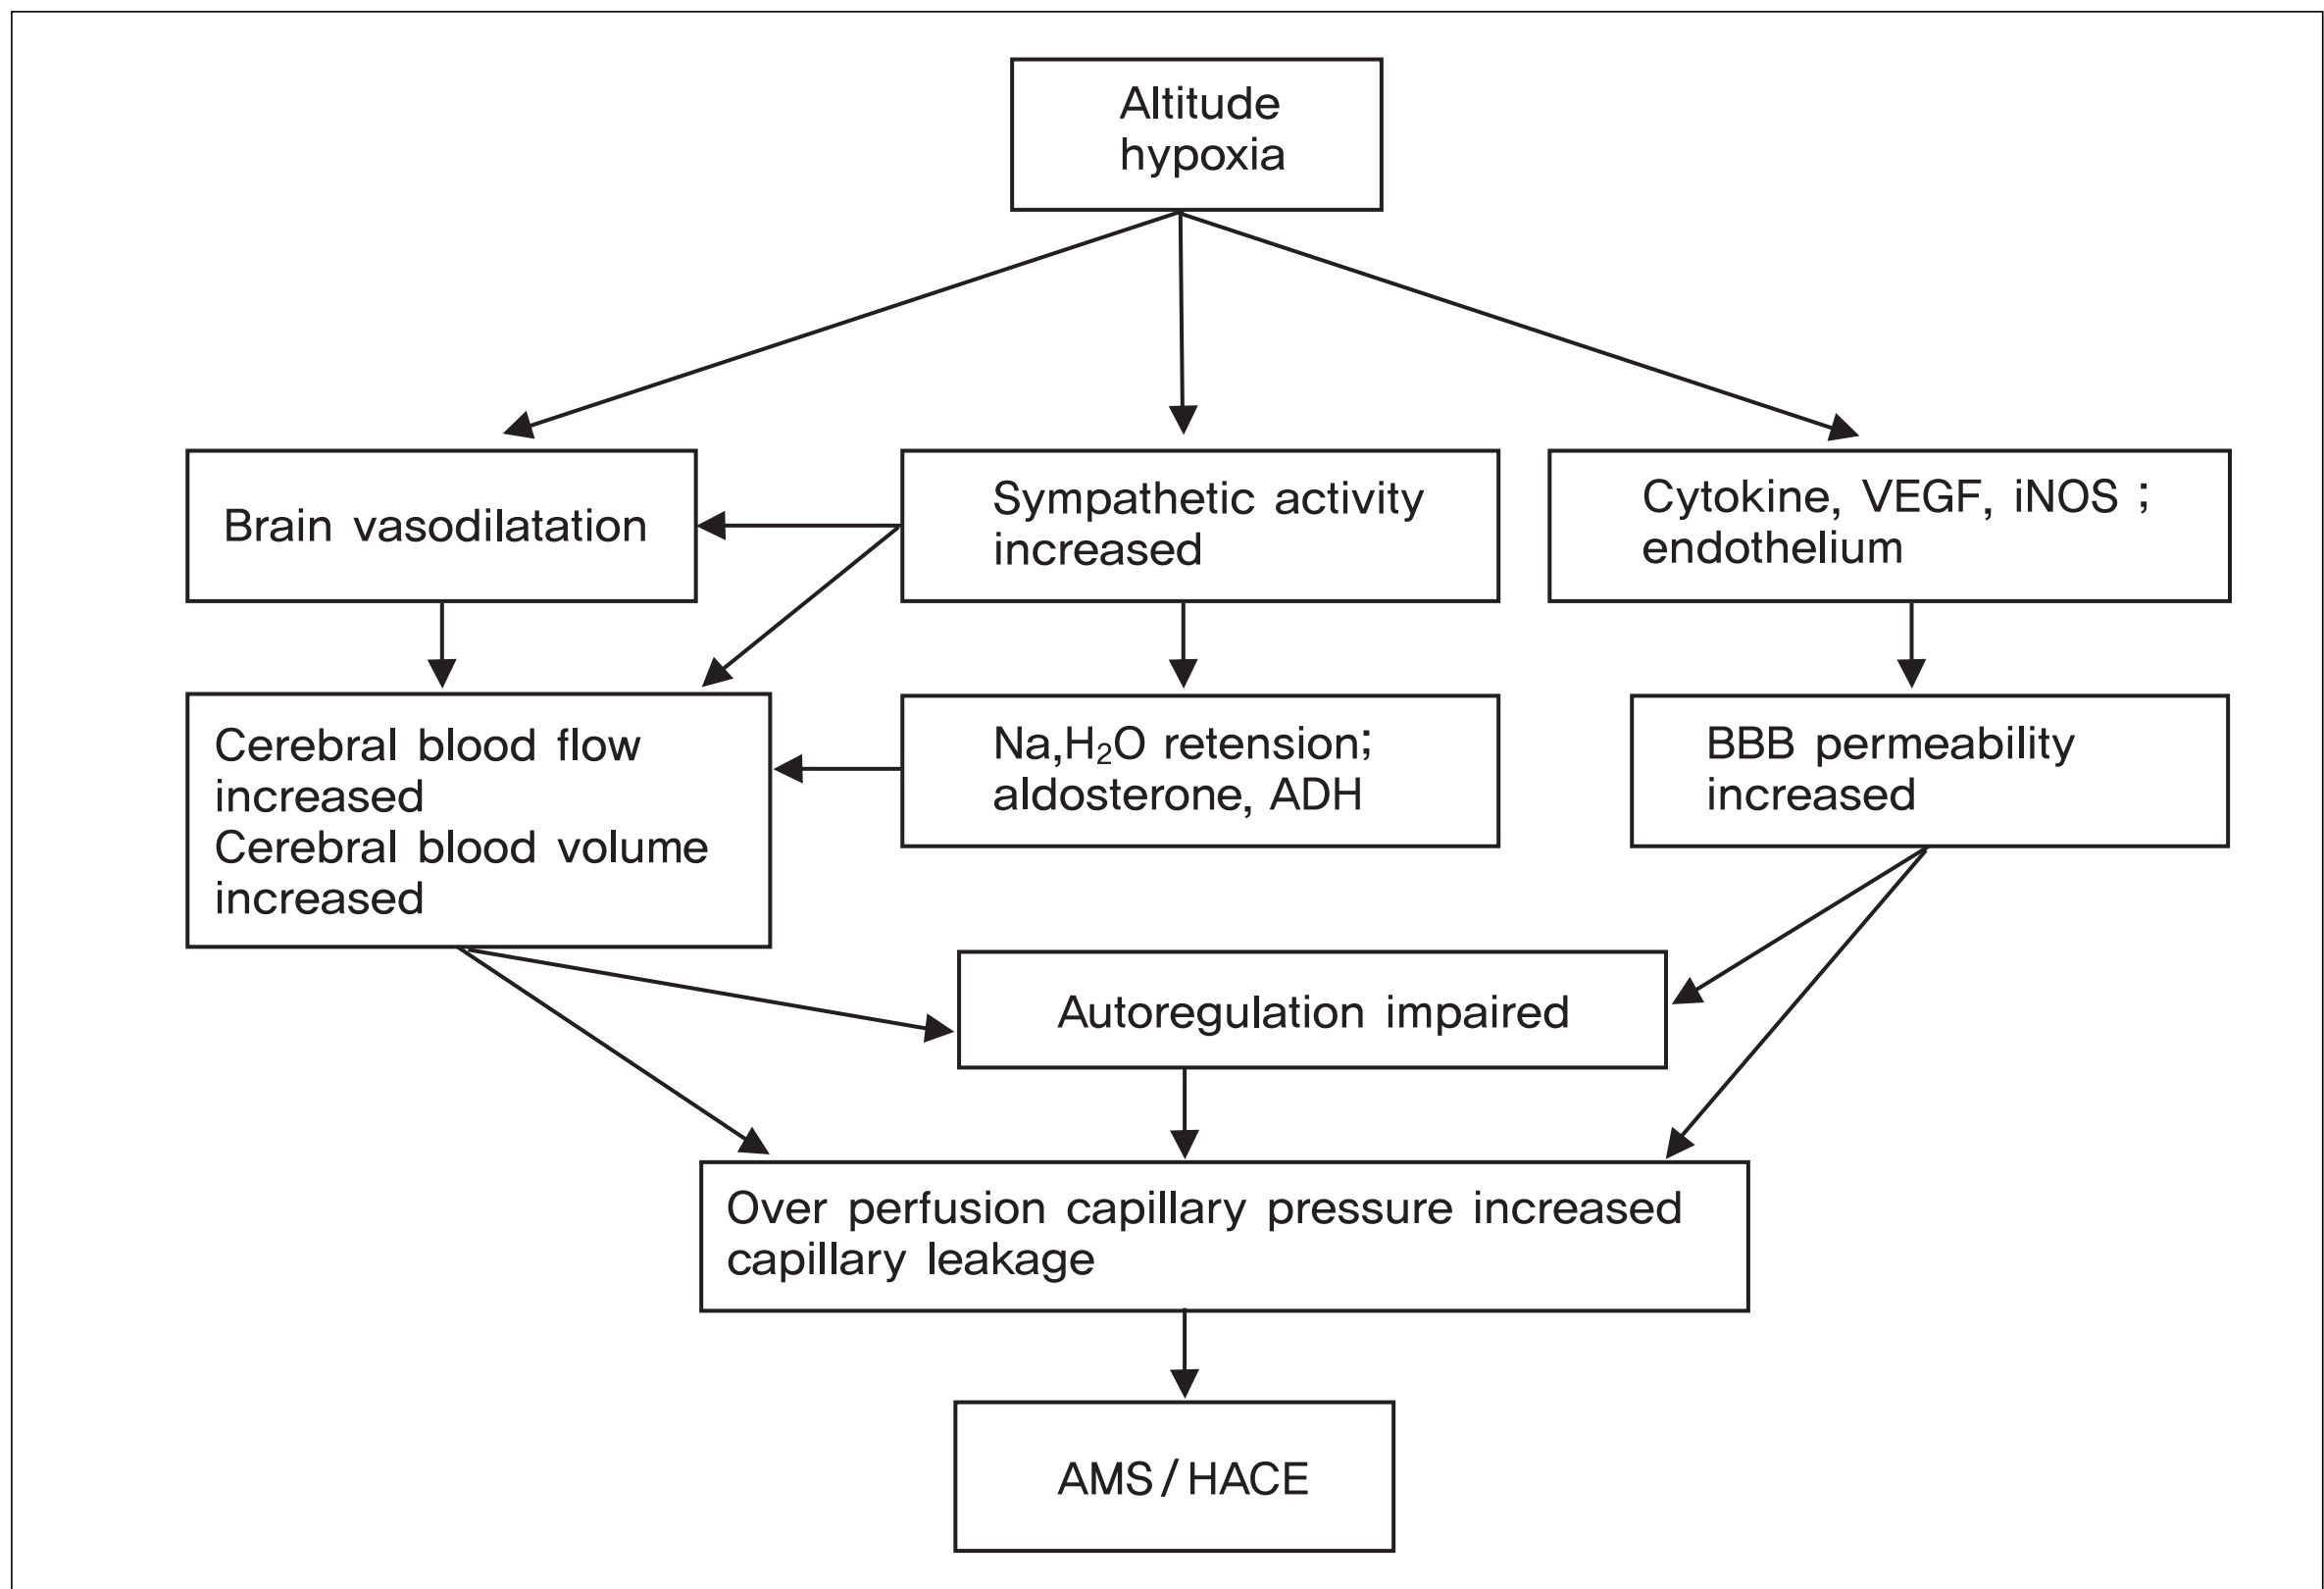 Altitude
hypoxia
Brain vasodilatation
Sympathetic activity
increased
Cytokine, VEGF, iNOS ;
endothelium
Cerebral blood flow
increased
Cerebral blood volume
increased
Na,H₂O retension;
aldosterone, ADH
BBB permeability
increased
Autoregulation impaired
Over perfusion capillary pressure increased
capillary leakage
AMS / HACE